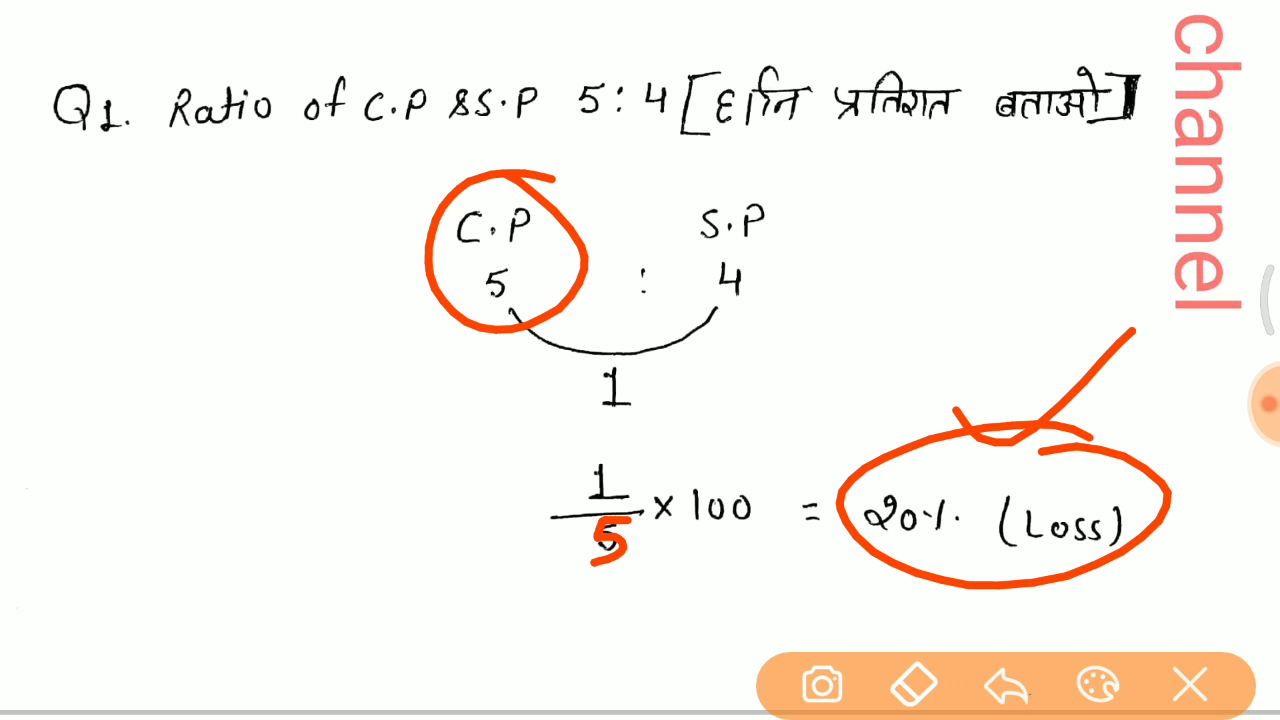 Q1. Ratio of C.P & S.P 5:4 [हानि प्रतिशत बताओ]
C.P S.P
5 : 4
1
1/5 × 100 = 20%. (Loss)
channel